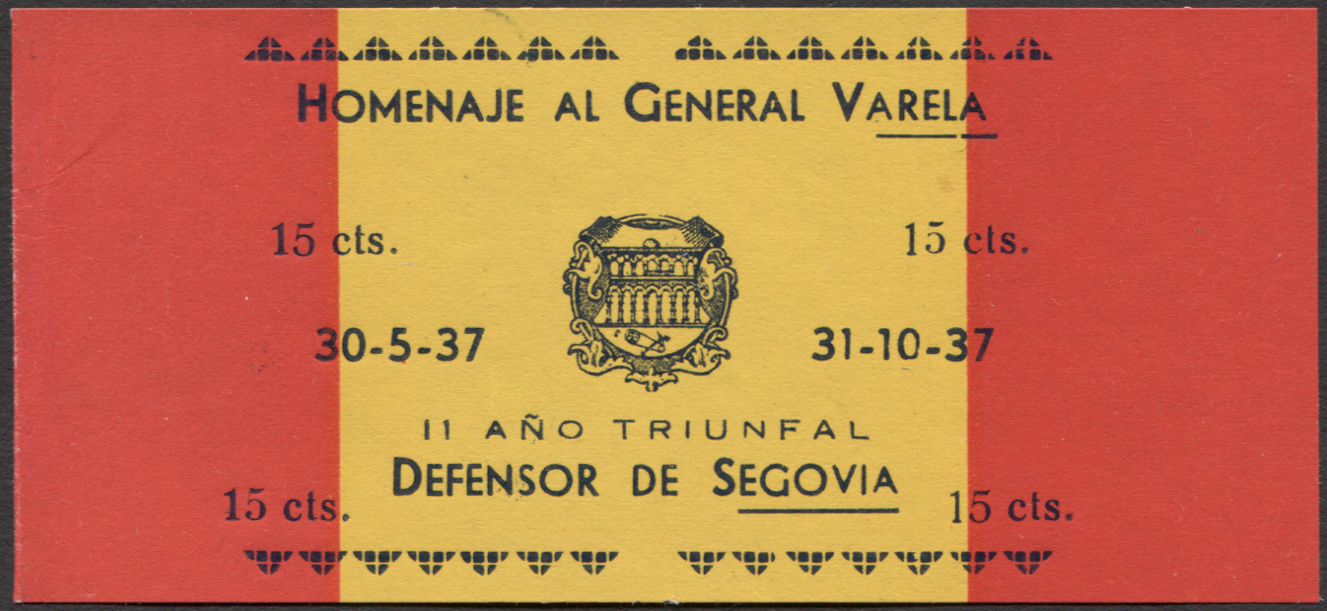 HOMENAJE AL GENERAL VARELA
15 cts. 15 cts.
30-5-37 31-10-37
II AÑO TRIUNFAL
DEFENSOR DE SEGOVIA
15 cts. 15 cts.